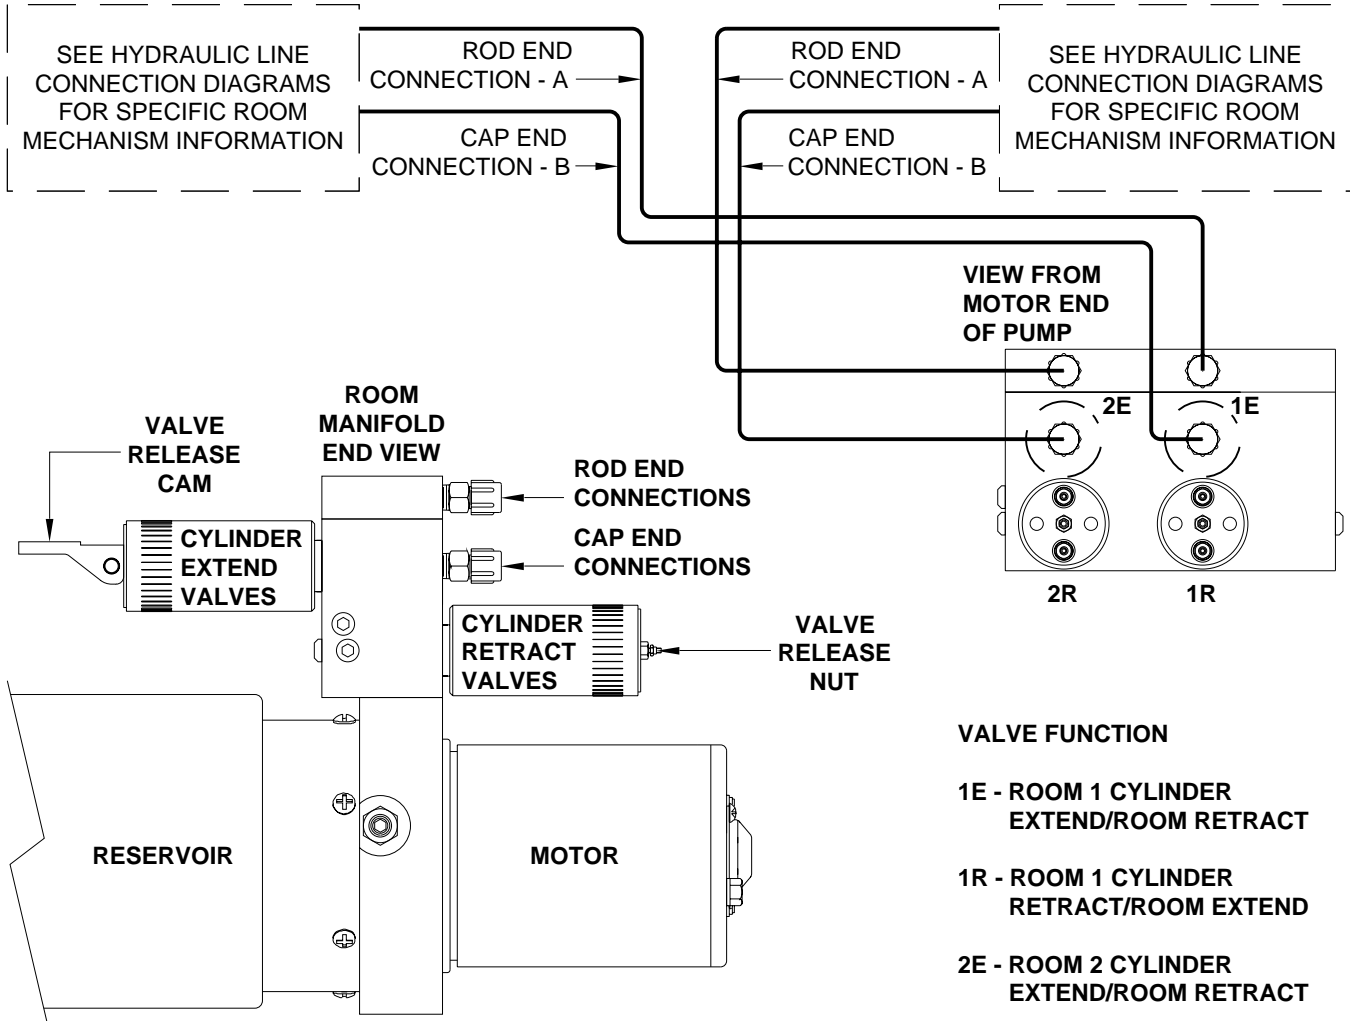 SEE HYDRAULIC LINE
CONNECTION DIAGRAMS
FOR SPECIFIC ROOM
MECHANISM INFORMATION
ROD END
CONNECTION - A
CAP END
CONNECTION - B
ROD END
CONNECTION - A
CAP END
CONNECTION - B
SEE HYDRAULIC LINE
CONNECTION DIAGRAMS
FOR SPECIFIC ROOM
MECHANISM INFORMATION
VIEW FROM
MOTOR END
OF PUMP
2E
1E
2R
1R
ROOM
MANIFOLD
END VIEW
VALVE
RELEASE
CAM
ROD END
CONNECTIONS
CAP END
CONNECTIONS
CYLINDER
EXTEND
VALVES
CYLINDER
RETRACT
VALVES
VALVE
RELEASE
NUT
RESERVOIR
MOTOR
VALVE FUNCTION
1E - ROOM 1 CYLINDER
EXTEND/ROOM RETRACT
1R - ROOM 1 CYLINDER
RETRACT/ROOM EXTEND
2E - ROOM 2 CYLINDER
EXTEND/ROOM RETRACT